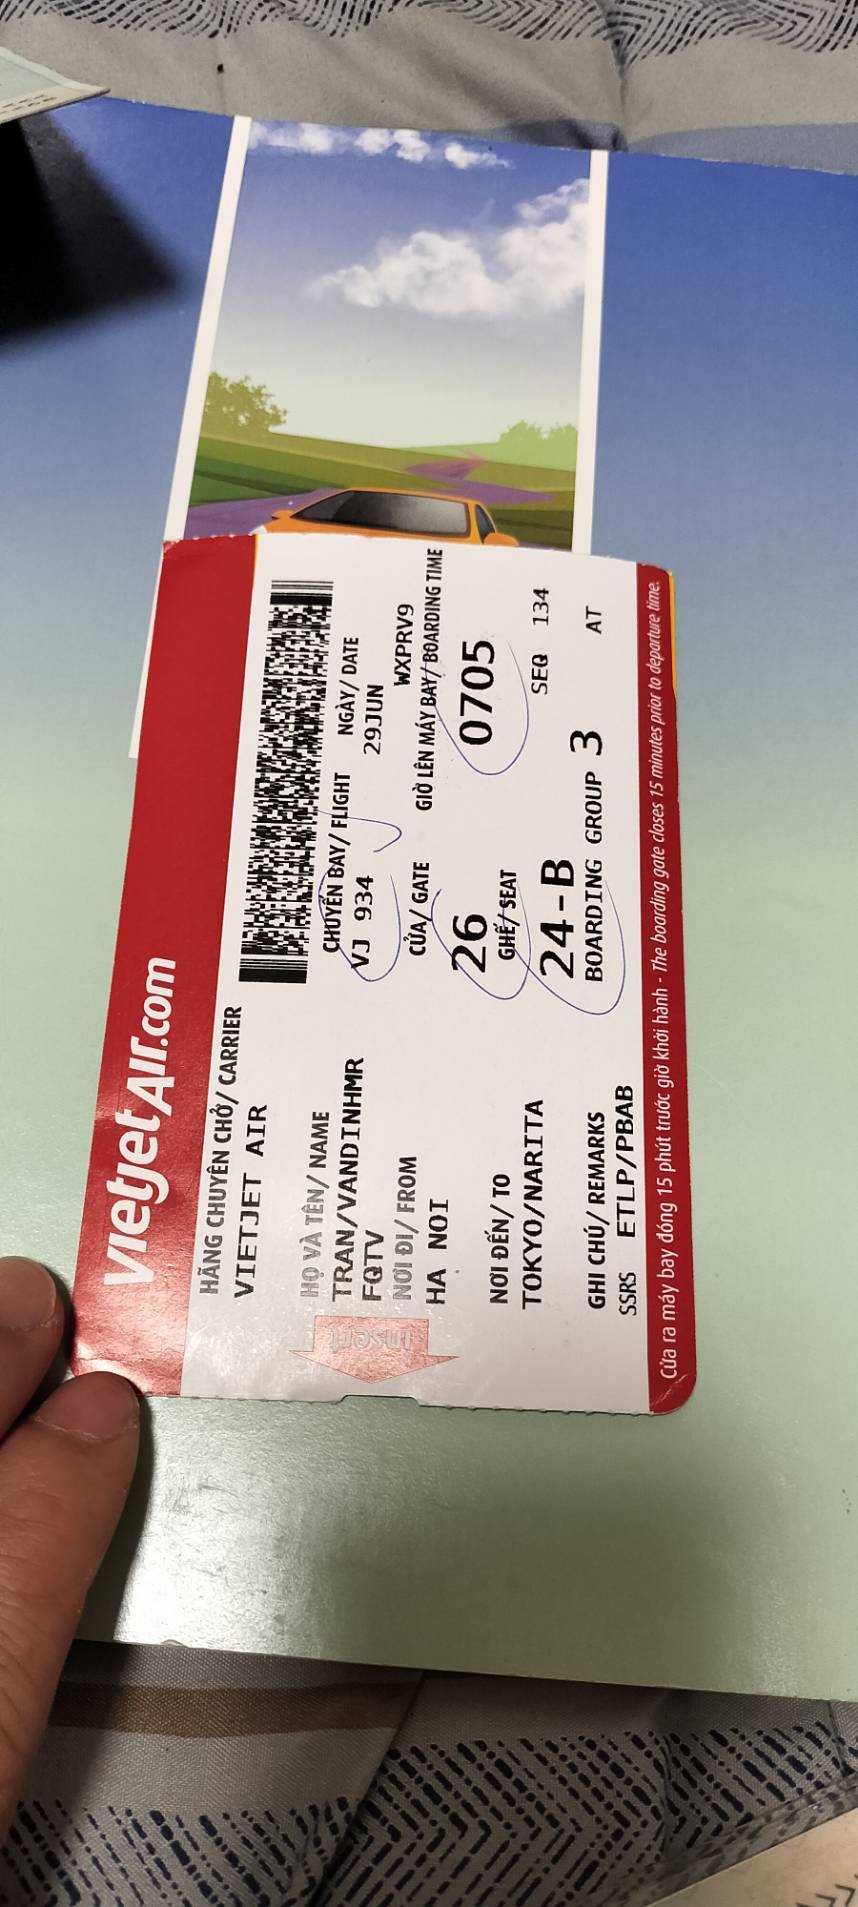 vietjetAir.com
HÃNG CHUYÊN CHỞ/ CARRIER
VIETJET AIR
HỌ VÀ TÊN/ NAME
TRAN/VANDINHMR
FQTV
NƠI ĐI/ FROM
HA NOI
NƠI ĐẾN/ TO
TOKYO/NARITA
GHI CHÚ/ REMARKS
SSRS ETLP/PBAB
CHUYẾN BAY/ FLIGHT
VJ 934
NGÀY/ DATE
29JUN
WXPRV9
CỬA/ GATE
26
GIỜ LÊN MÁY BAY/ BOARDING TIME
0705
GHẾ/ SEAT
24-B
SEQ 134
BOARDING GROUP 3
AT
Insert
Cửa ra máy bay đóng 15 phút trước giờ khởi hành - The boarding gate closes 15 minutes prior to departure time.